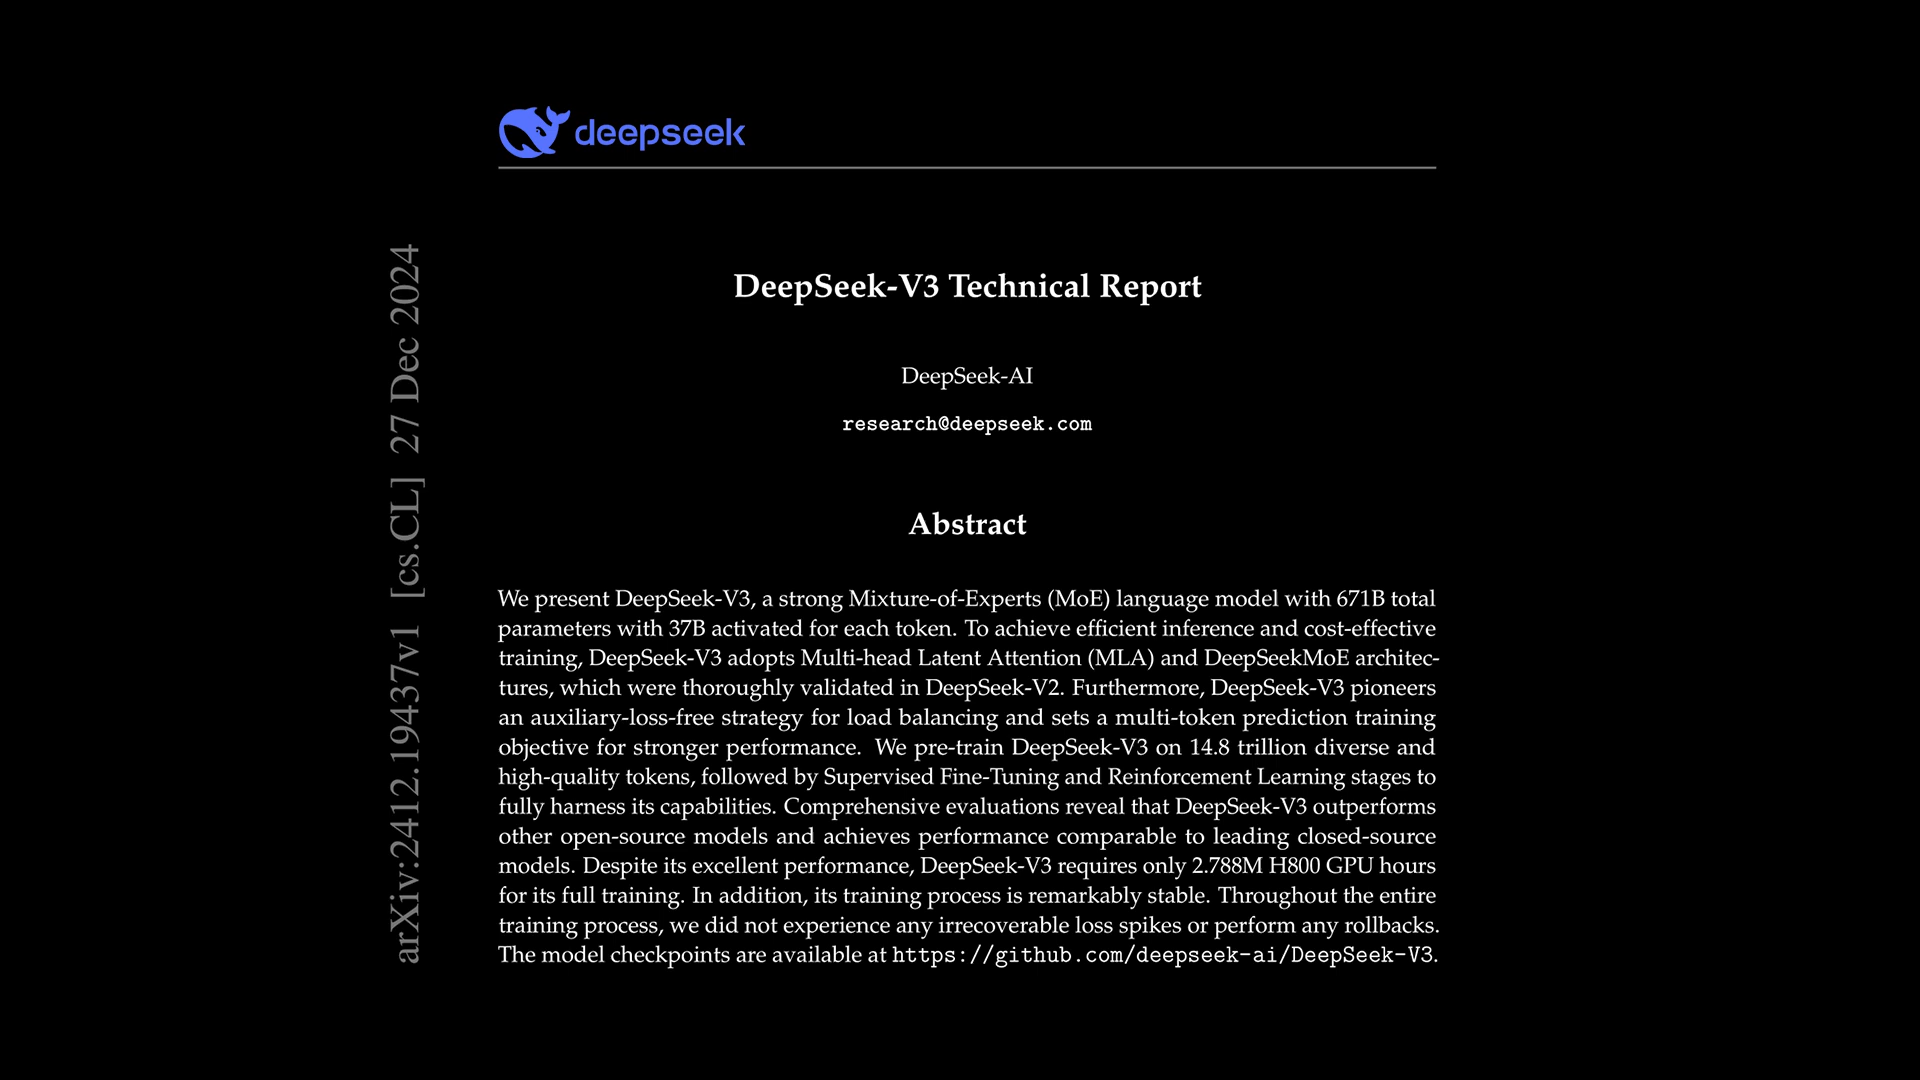 deepseek
DeepSeek-V3 Technical Report
DeepSeek-AI
research@deepseek.com
Abstract
We present DeepSeek-V3, a strong Mixture-of-Experts (MoE) language model with 671B total
parameters with 37B activated for each token. To achieve efficient inference and cost-effective
training, DeepSeek-V3 adopts Multi-head Latent Attention (MLA) and DeepSeekMoE architec-
tures, which were thoroughly validated in DeepSeek-V2. Furthermore, DeepSeek-V3 pioneers
an auxiliary-loss-free strategy for load balancing and sets a multi-token prediction training
objective for stronger performance. We pre-train DeepSeek-V3 on 14.8 trillion diverse and
high-quality tokens, followed by Supervised Fine-Tuning and Reinforcement Learning stages to
fully harness its capabilities. Comprehensive evaluations reveal that DeepSeek-V3 outperforms
other open-source models and achieves performance comparable to leading closed-source
models. Despite its excellent performance, DeepSeek-V3 requires only 2.788M H800 GPU hours
for its full training. In addition, its training process is remarkably stable. Throughout the entire
training process, we did not experience any irrecoverable loss spikes or perform any rollbacks.
The model checkpoints are available at https://github.com/deepseek-ai/DeepSeek-V3.
arXiv:2412.19437v1 [cs.CL] 27 Dec 2024